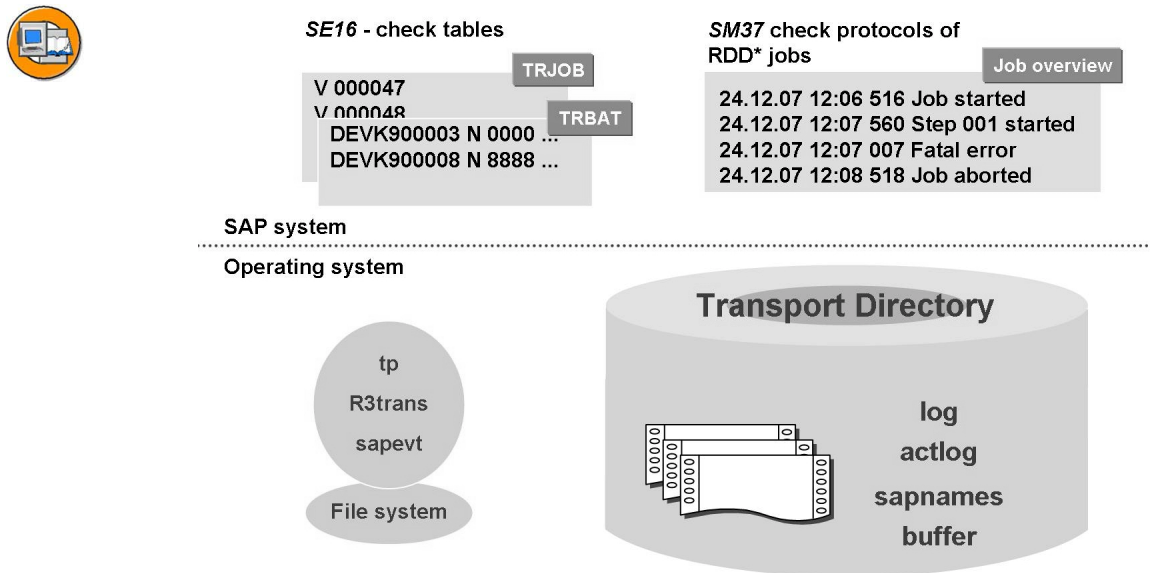 SE16 - check tables
TRJOB
V 000047
V 000048
TRBAT
DEVK900003 N 0000 ...
DEVK900008 N 8888 ...
SM37 check protocols of
RDD* jobs
Job overview
24.12.07 12:06 516 Job started
24.12.07 12:07 560 Step 001 started
24.12.07 12:07 007 Fatal error
24.12.07 12:08 518 Job aborted
SAP system
Operating system
tp
R3trans
sapevt
File system
Transport Directory
log
actlog
sapnames
buffer